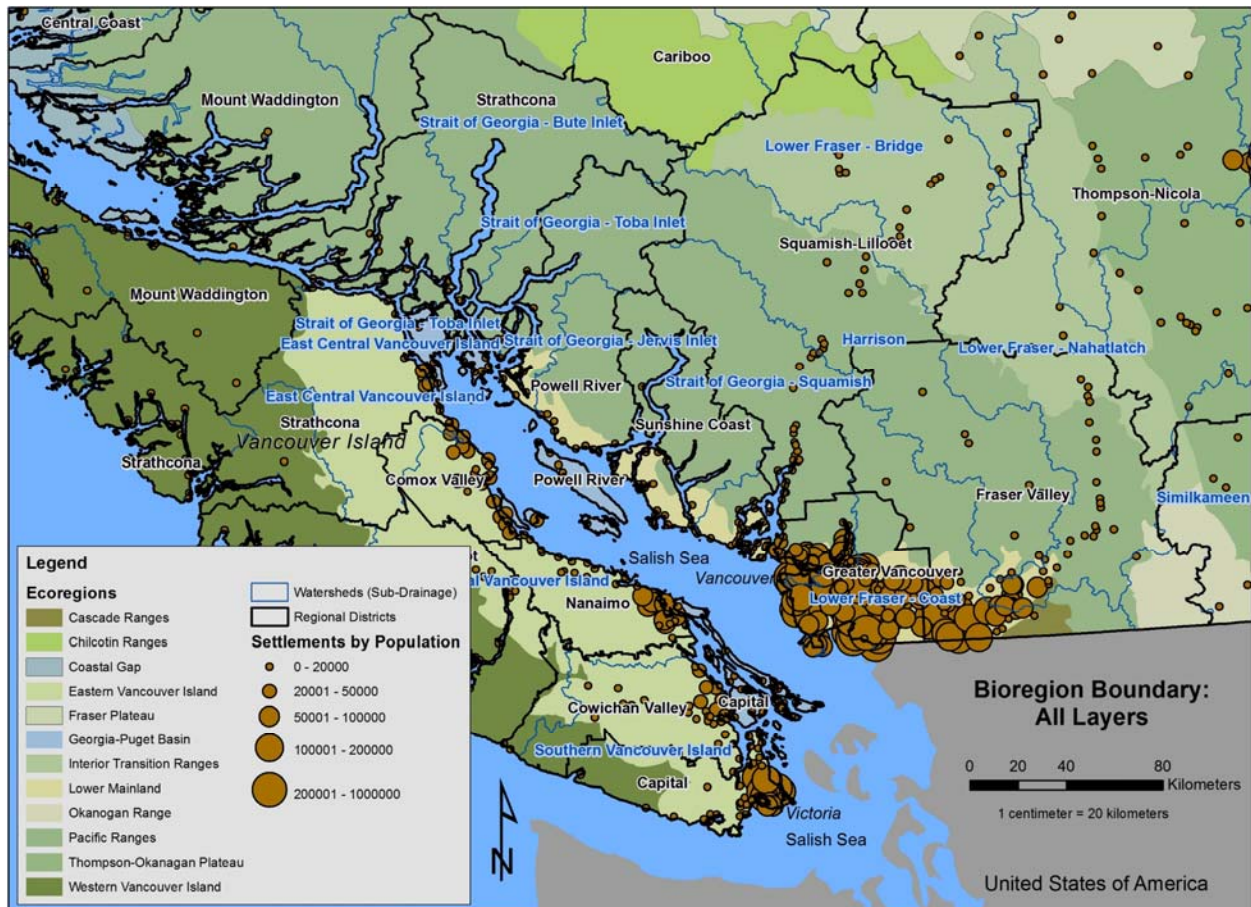 Central Coast
Cariboo
Mount Waddington
Strathcona
Strait of Georgia - Bute Inlet
Lower Fraser - Bridge
Thompson-Nicola
Strait of Georgia - Toba Inlet
Squamish-Lillooet
Mount Waddington
Strait of Georgia - Toba Inlet
East Central Vancouver Island
Strait of Georgia - Jervis Inlet
Harrison
Lower Fraser - Nahatlatch
Powell River
Strait of Georgia - Squamish
East Central Vancouver Island
Strathcona
Vancouver Island
Sunshine Coast
Strathcona
Comox Valley
Powell River
Fraser Valley
Similkameen
Salish Sea
Vancouver
Greater Vancouver
Vancouver Island
Nanaimo
Lower Fraser - Coast
Cowichan Valley
Capital
Southern Vancouver Island
Capital
Victoria
Salish Sea
Legend
Ecoregions
Cascade Ranges
Chilcotin Ranges
Coastal Gap
Eastern Vancouver Island
Fraser Plateau
Georgia-Puget Basin
Interior Transition Ranges
Lower Mainland
Okanogan Range
Pacific Ranges
Thompson-Okanagan Plateau
Western Vancouver Island
Watersheds (Sub-Drainage)
Regional Districts
Settlements by Population
0 - 20000
20001 - 50000
50001 - 100000
100001 - 200000
200001 - 1000000
N
Bioregion Boundary:
All Layers
0 20 40 80
Kilometers
1 centimeter = 20 kilometers
United States of America